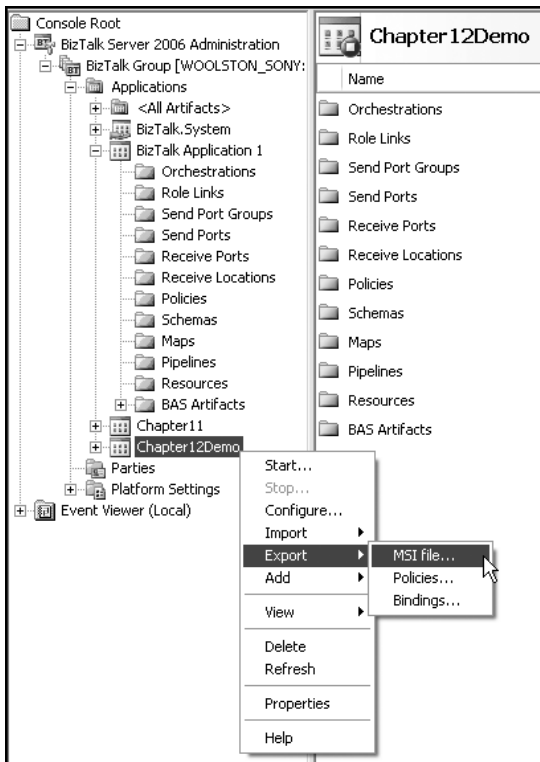 Console Root
BizTalk Server 2006 Administration
BizTalk Group [WOOLSTON_SONY:
Applications
<All Artifacts>
BizTalk.System
BizTalk Application 1
Orchestrations
Role Links
Send Port Groups
Send Ports
Receive Ports
Receive Locations
Policies
Schemas
Maps
Pipelines
Resources
BAS Artifacts
Chapter11
Chapter12Demo
Parties
Platform Settings
Event Viewer (Local)
Start...
Stop...
Configure...
Import
Export
Add
View
Delete
Refresh
Properties
Help
MSI file...
Policies...
Bindings...
Chapter12Demo
Name
Orchestrations
Role Links
Send Port Groups
Send Ports
Receive Ports
Receive Locations
Policies
Schemas
Maps
Pipelines
Resources
BAS Artifacts